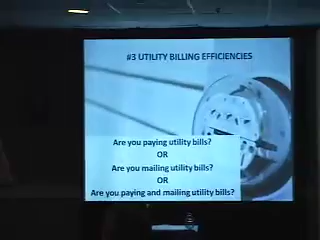 #3 UTILITY BILLING EFFICIENCIES
Are you paying utility bills?
OR
Are you mailing utility bills?
OR
Are you paying and mailing utility bills?